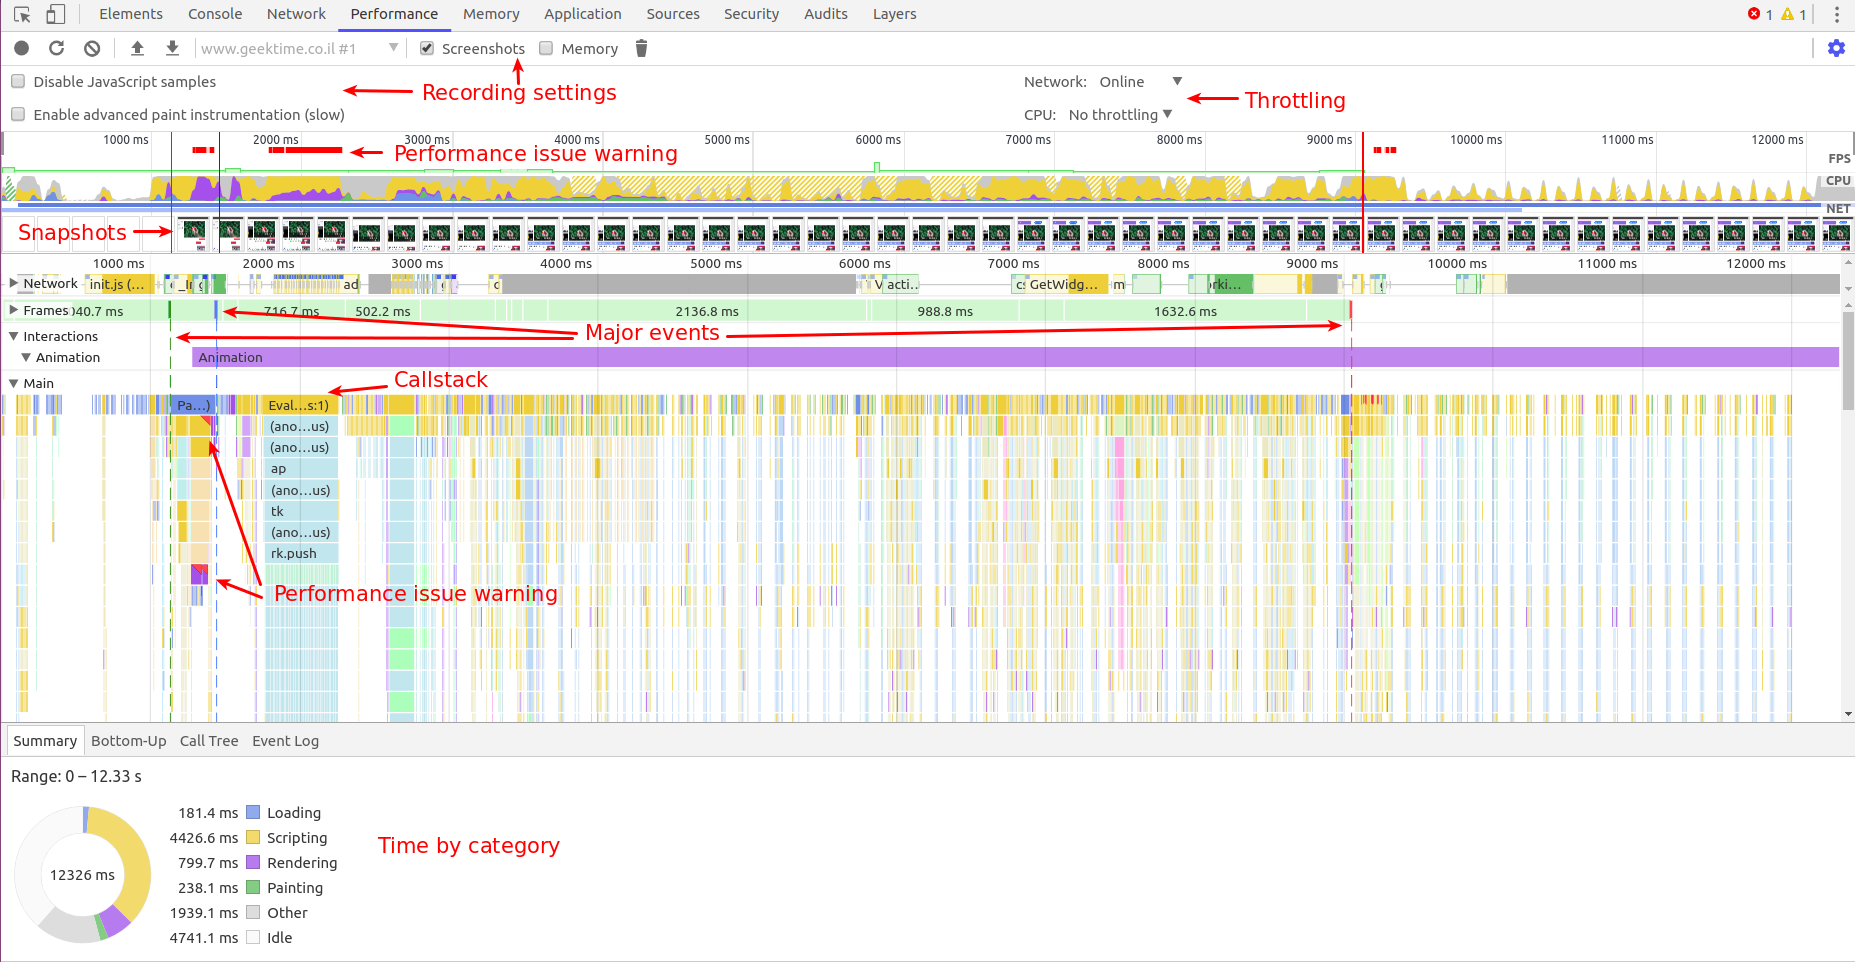 Elements Console Network Performance Memory Application Sources Security Audits Layers 1 1
www.geektime.co.il #1 Screenshots Memory
Disable JavaScript samples Network: Online
Recording settings Throttling
Enable advanced paint instrumentation (slow) CPU: No throttling
1000 ms 2000 ms 3000 ms 4000 ms 5000 ms 6000 ms 7000 ms 8000 ms 9000 ms 10000 ms 11000 ms 12000 ms
Performance issue warning
FPS
CPU
NET
Snapshots
1000 ms 2000 ms 3000 ms 4000 ms 5000 ms 6000 ms 7000 ms 8000 ms 9000 ms 10000 ms 11000 ms 12000 ms
Network init.js (... ad GetWidg... m
Frames 716.7 ms 502.2 ms 2136.8 ms 988.8 ms 1632.6 ms
Major events
Interactions
Animation Animation
Callstack
Main
Pa...) Eval...s:1)
(ano...us)
(ano...us)
ap
(ano...us)
tk
(ano...us)
rk.push
Performance issue warning
Summary Bottom-Up Call Tree Event Log
Range: 0 – 12.33 s
181.4 ms Loading
4426.6 ms Scripting
Time by category
799.7 ms Rendering
12326 ms
238.1 ms Painting
1939.1 ms Other
4741.1 ms Idle